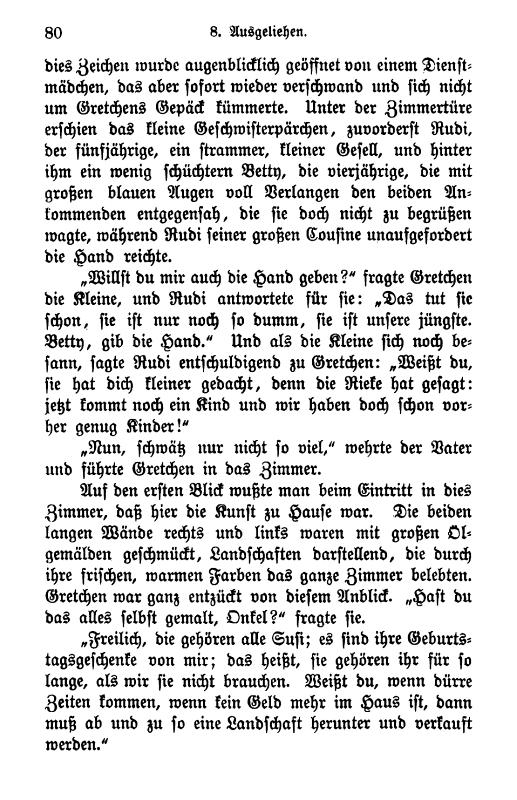 80 8. Ausgeliehen.
dies Zeichen wurde augenblicklich geöffnet von einem Dienst-
mädchen, das aber sofort wieder verschwand und sich nicht
um Gretchens Gepäck kümmerte. Unter der Zimmertüre
erschien das kleine Geschwisterpärchen, zuvorderst Rudi,
der fünfjährige, ein strammer, kleiner Gesell, und hinter
ihm ein wenig schüchtern Betty, die vierjährige, die mit
großen blauen Augen voll Verlangen den beiden An-
kommenden entgegensah, die sie doch nicht zu begrüßen
wagte, während Rudi seiner großen Cousine unaufgefordert
die Hand reichte.
„Willst du mir auch die Hand geben?“ fragte Gretchen
die Kleine, und Rudi antwortete für sie: „Das tut sie
schon, sie ist nur noch so dumm, sie ist unsere jüngste.
Betty, gib die Hand.“ Und als die Kleine sich noch be-
sann, sagte Rudi entschuldigend zu Gretchen: „Weißt du,
sie hat dich kleiner gedacht, denn die Rieke hat gesagt:
jetzt kommt noch ein Kind und wir haben doch schon vor-
her genug Kinder!“
„Nun, schwätz nur nicht so viel,“ wehrte der Vater
und führte Gretchen in das Zimmer.
Auf den ersten Blick wußte man beim Eintritt in dies
Zimmer, daß hier die Kunst zu Hause war. Die beiden
langen Wände rechts und links waren mit großen Öl-
gemälden geschmückt, Landschaften darstellend, die durch
ihre frischen, warmen Farben das ganze Zimmer belebten.
Gretchen war ganz entzückt von diesem Anblick. „Hast du
das alles selbst gemalt, Onkel?“ fragte sie.
„Freilich, die gehören alle Susi; es sind ihre Geburts-
tagsgeschenke von mir; das heißt, sie gehören ihr für so
lange, als wir sie nicht brauchen. Weißt du, wenn dürre
Zeiten kommen, wenn kein Geld mehr im Haus ist, dann
muß ab und zu so eine Landschaft herunter und verkauft
werden.“